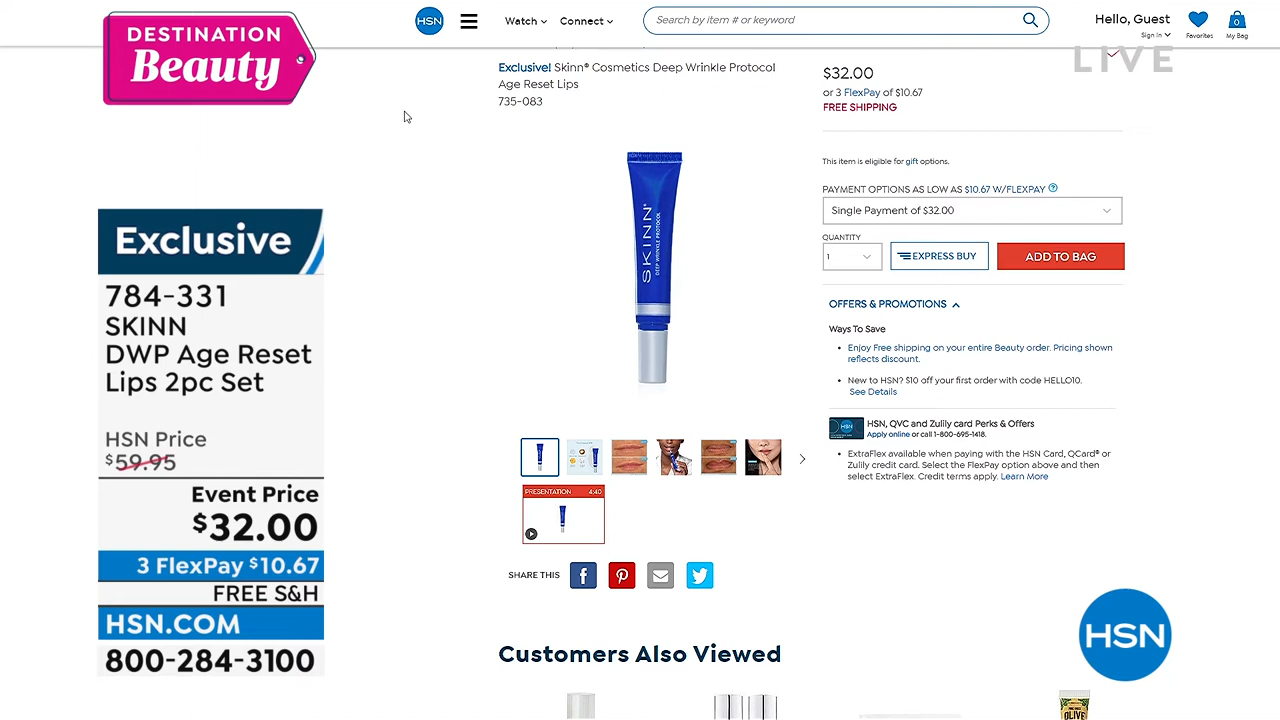 DESTINATION
Beauty
HSN
Watch
Connect
Search by item # or keyword
Hello, Guest
Sign In
Favorites
0
My Bag
LIVE
Exclusive! Skinn® Cosmetics Deep Wrinkle Protocol
Age Reset Lips
735-083
$32.00
or 3 FlexPay of $10.67
FREE SHIPPING
This item is eligible for gift options.
PAYMENT OPTIONS AS LOW AS $10.67 W/FLEXPAY ?
Single Payment of $32.00
QUANTITY
1
EXPRESS BUY
ADD TO BAG
OFFERS & PROMOTIONS
Ways To Save
• Enjoy Free shipping on your entire Beauty order. Pricing shown
reflects discount.
• New to HSN? $10 off your first order with code HELLO10.
See Details
HSN
HSN, QVC and Zulily card Perks & Offers
Apply online or call 1-800-695-1418.
• ExtraFlex available when paying with the HSN Card, QCard® or
Zulily credit card. Select the FlexPay option above and then
select ExtraFlex. Credit terms apply. Learn More
SKINN®
DEEP WRINKLE PROTOCOL
PRESENTATION 4:40
SHARE THIS
Customers Also Viewed
OLIVE
Exclusive
784-331
SKINN
DWP Age Reset
Lips 2pc Set
HSN Price
$59.95
Event Price
$32.00
3 FlexPay $10.67
FREE S&H
HSN.COM
800-284-3100
HSN